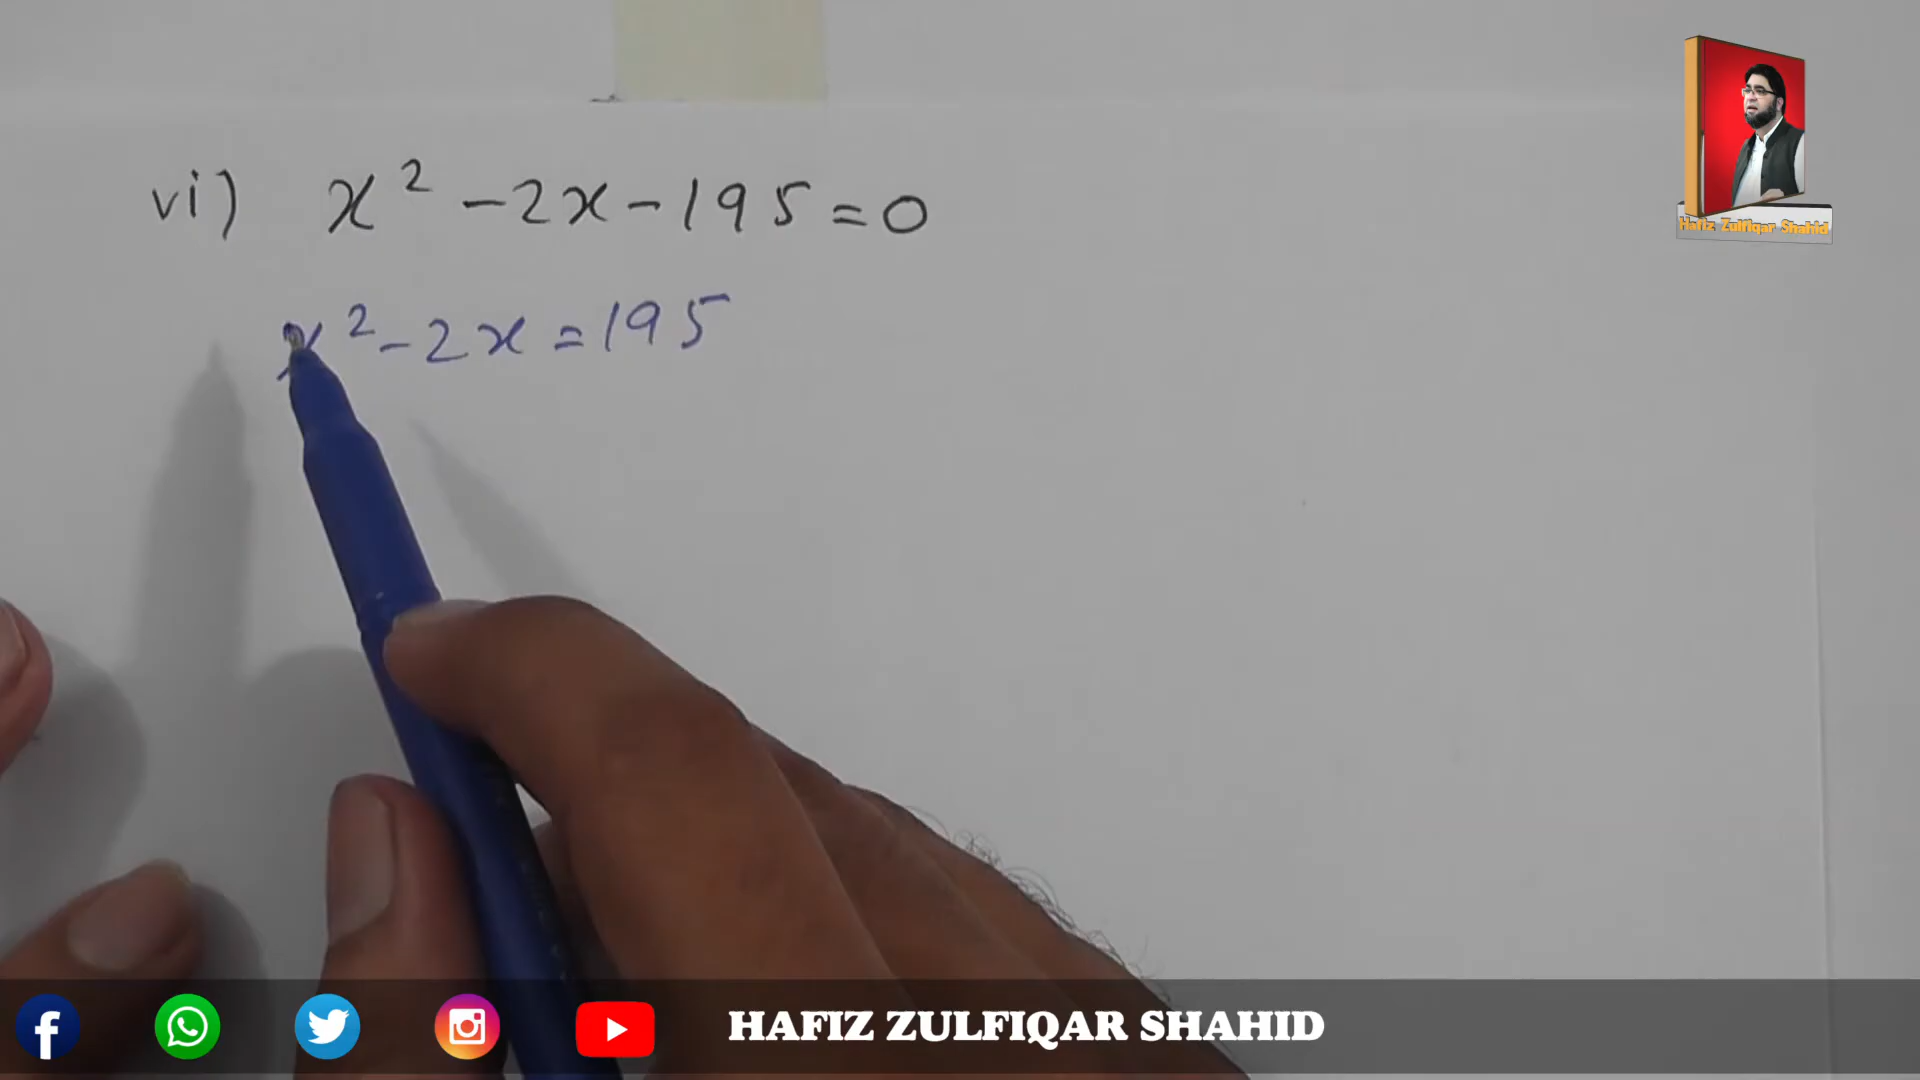 vi) x² - 2x - 195 = 0
x² - 2x = 195
Hafiz Zulfiqar Shahid
HAFIZ ZULFIQAR SHAHID